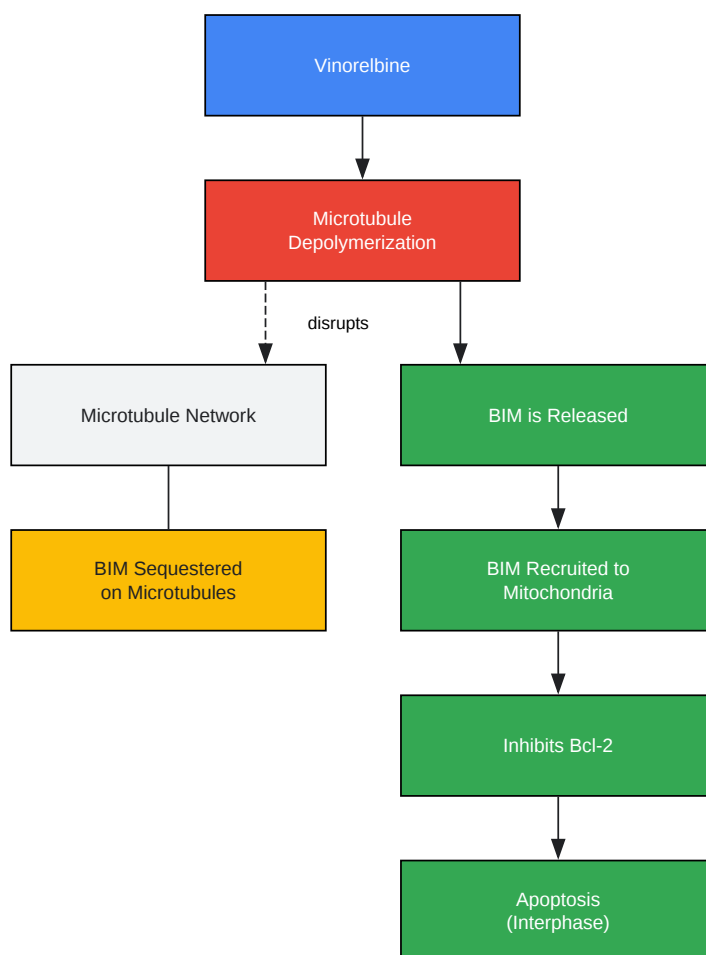 Vinorelbine
Microtubule
Depolymerization
disrupts
Microtubule Network
BIM is Released
BIM Sequestered
on Microtubules
BIM Recruited to
Mitochondria
Inhibits Bcl-2
Apoptosis
(Interphase)